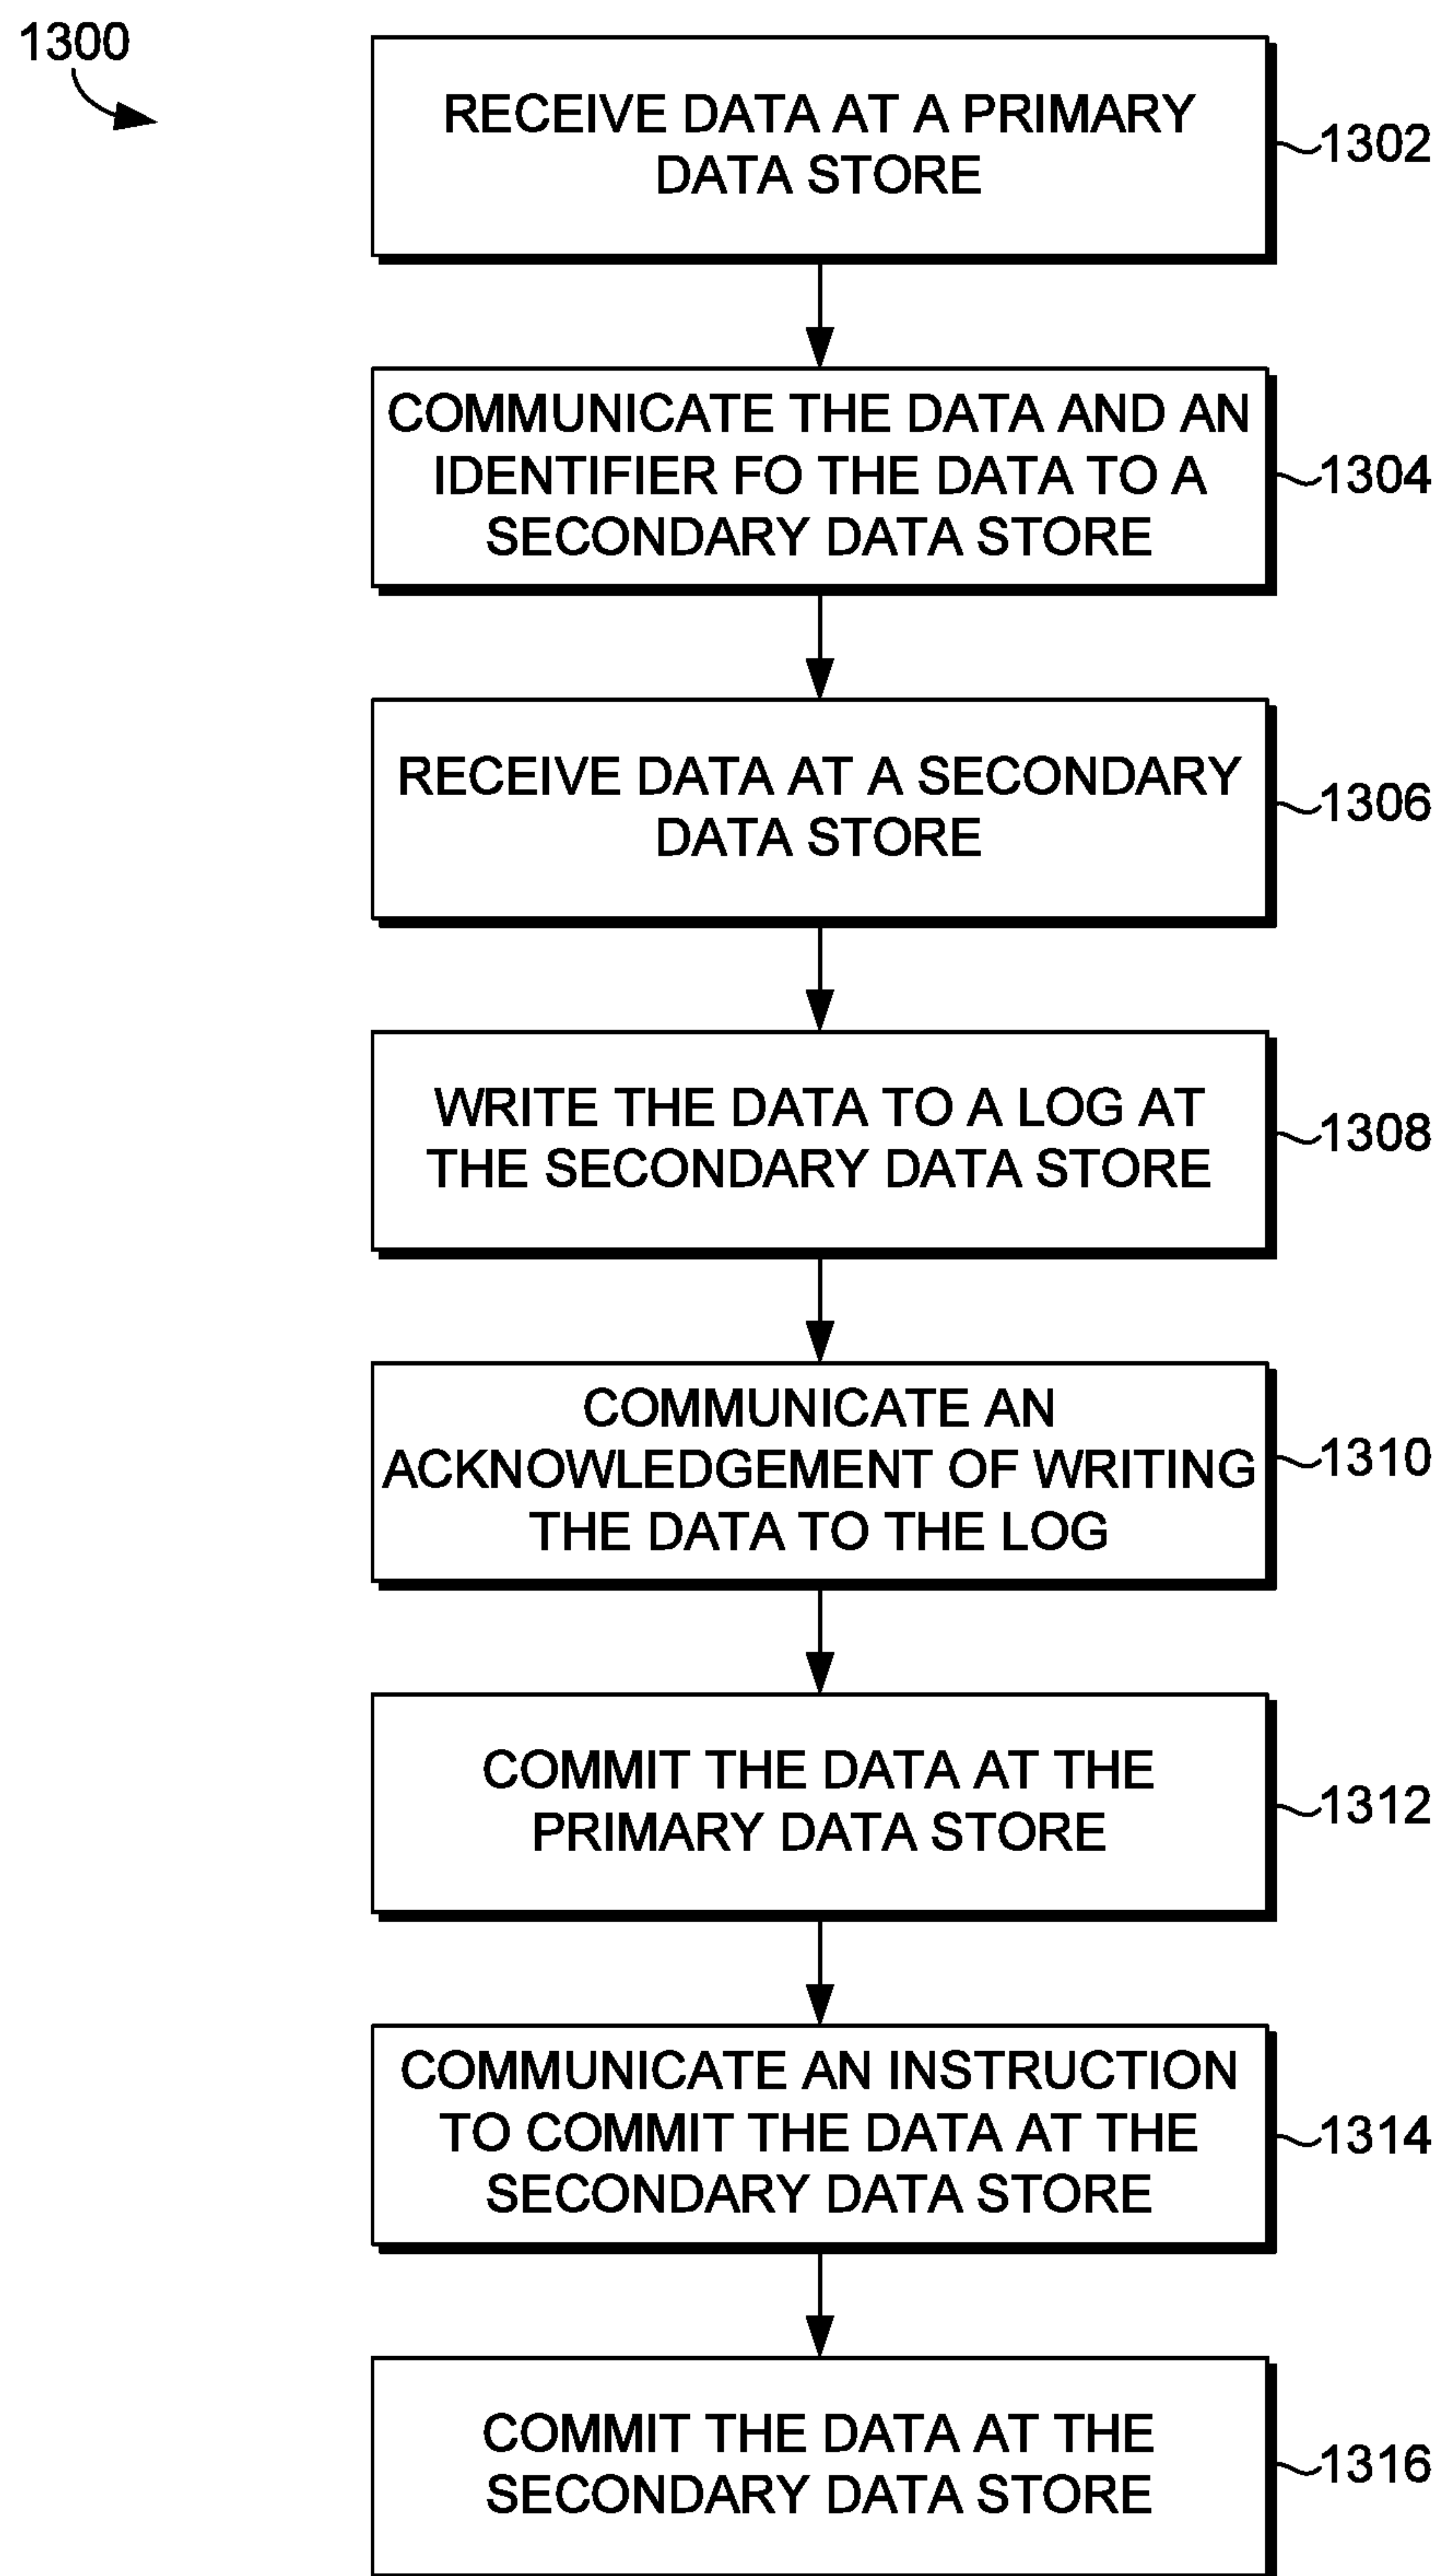 1300
RECEIVE DATA AT A PRIMARY
DATA STORE
1302
COMMUNICATE THE DATA AND AN
IDENTIFIER FO THE DATA TO A
SECONDARY DATA STORE
1304
RECEIVE DATA AT A SECONDARY
DATA STORE
1306
WRITE THE DATA TO A LOG AT
THE SECONDARY DATA STORE
1308
COMMUNICATE AN
ACKNOWLEDGEMENT OF WRITING
THE DATA TO THE LOG
1310
COMMIT THE DATA AT THE
PRIMARY DATA STORE
1312
COMMUNICATE AN INSTRUCTION
TO COMMIT THE DATA AT THE
SECONDARY DATA STORE
1314
COMMIT THE DATA AT THE
SECONDARY DATA STORE
1316